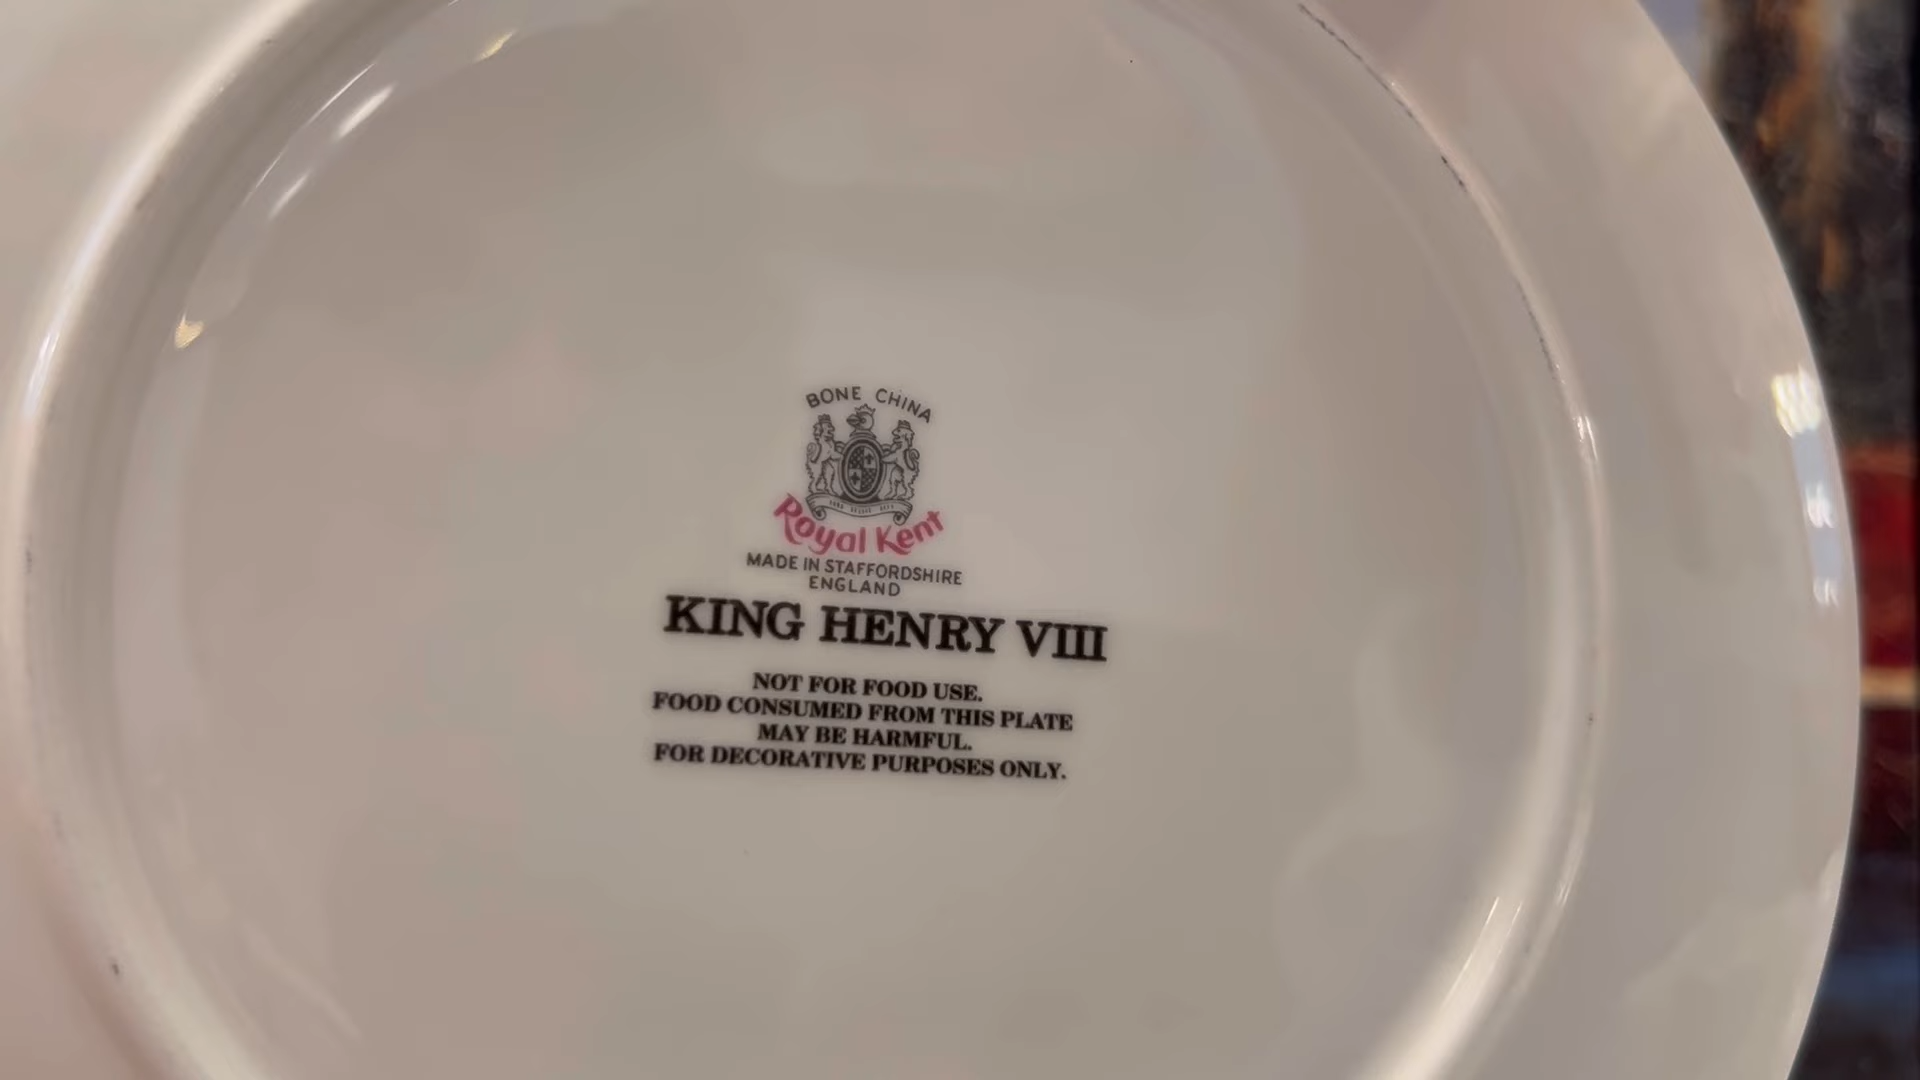 BONE CHINA
Royal Kent
MADE IN STAFFORDSHIRE
ENGLAND
KING HENRY VIII
NOT FOR FOOD USE.
FOOD CONSUMED FROM THIS PLATE
MAY BE HARMFUL.
FOR DECORATIVE PURPOSES ONLY.